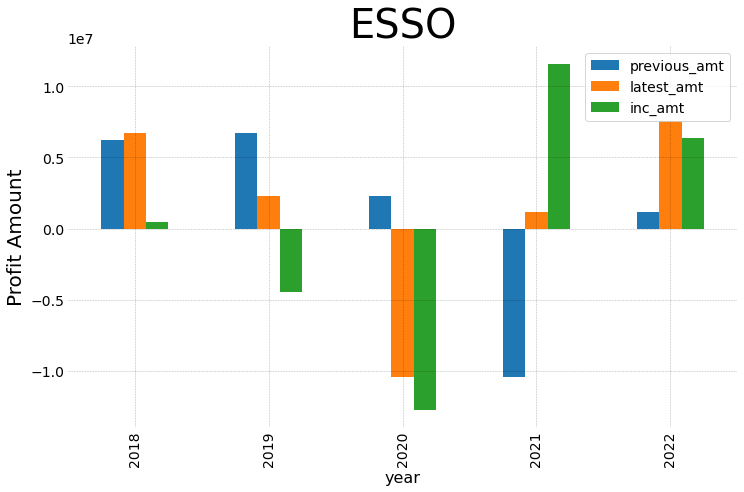 ESSO
1e7
previous_amt
latest_amt
inc_amt
1.0
0.5
0.0
−0.5
−1.0
Profit Amount
2018
2019
2020
2021
2022
year